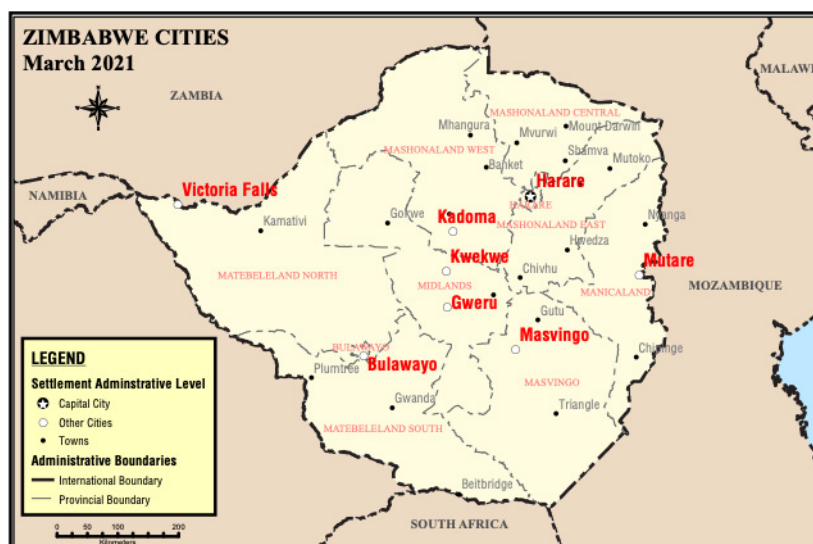 ZIMBABWE CITIES
March 2021
ZAMBIA
MALAWI
NAMIBIA
MOZAMBIQUE
SOUTH AFRICA
MASHONALAND CENTRAL
Mount Darwin
Mhangura
Mvurwi
MASHONALAND WEST
Shamva
Banket
Mutoko
Harare
HARARE
Victoria Falls
Kamativi
Gokwe
Kadoma
MASHONALAND EAST
Nyanga
Hwedza
Kwekwe
Mutare
MATEBELELAND NORTH
Chivhu
MIDLANDS
MANICALAND
Gweru
Gutu
Masvingo
BULAWAYO
Bulawayo
Chipinge
Plumtree
MASVINGO
Gwanda
Triangle
MATEBELELAND SOUTH
Beitbridge
LEGEND
Settlement Adminstrative Level
Capital City
Other Cities
Towns
Administrative Boundaries
International Boundary
Provincial Boundary
0 50 100 200
Kilometers